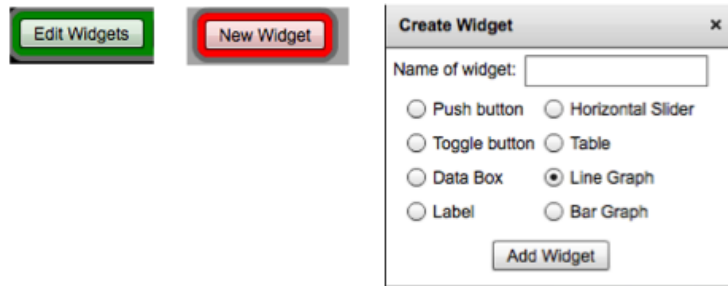 Edit Widgets
New Widget
Create Widget ×
Name of widget:
Push button Horizontal Slider
Toggle button Table
Data Box Line Graph
Label Bar Graph
Add Widget